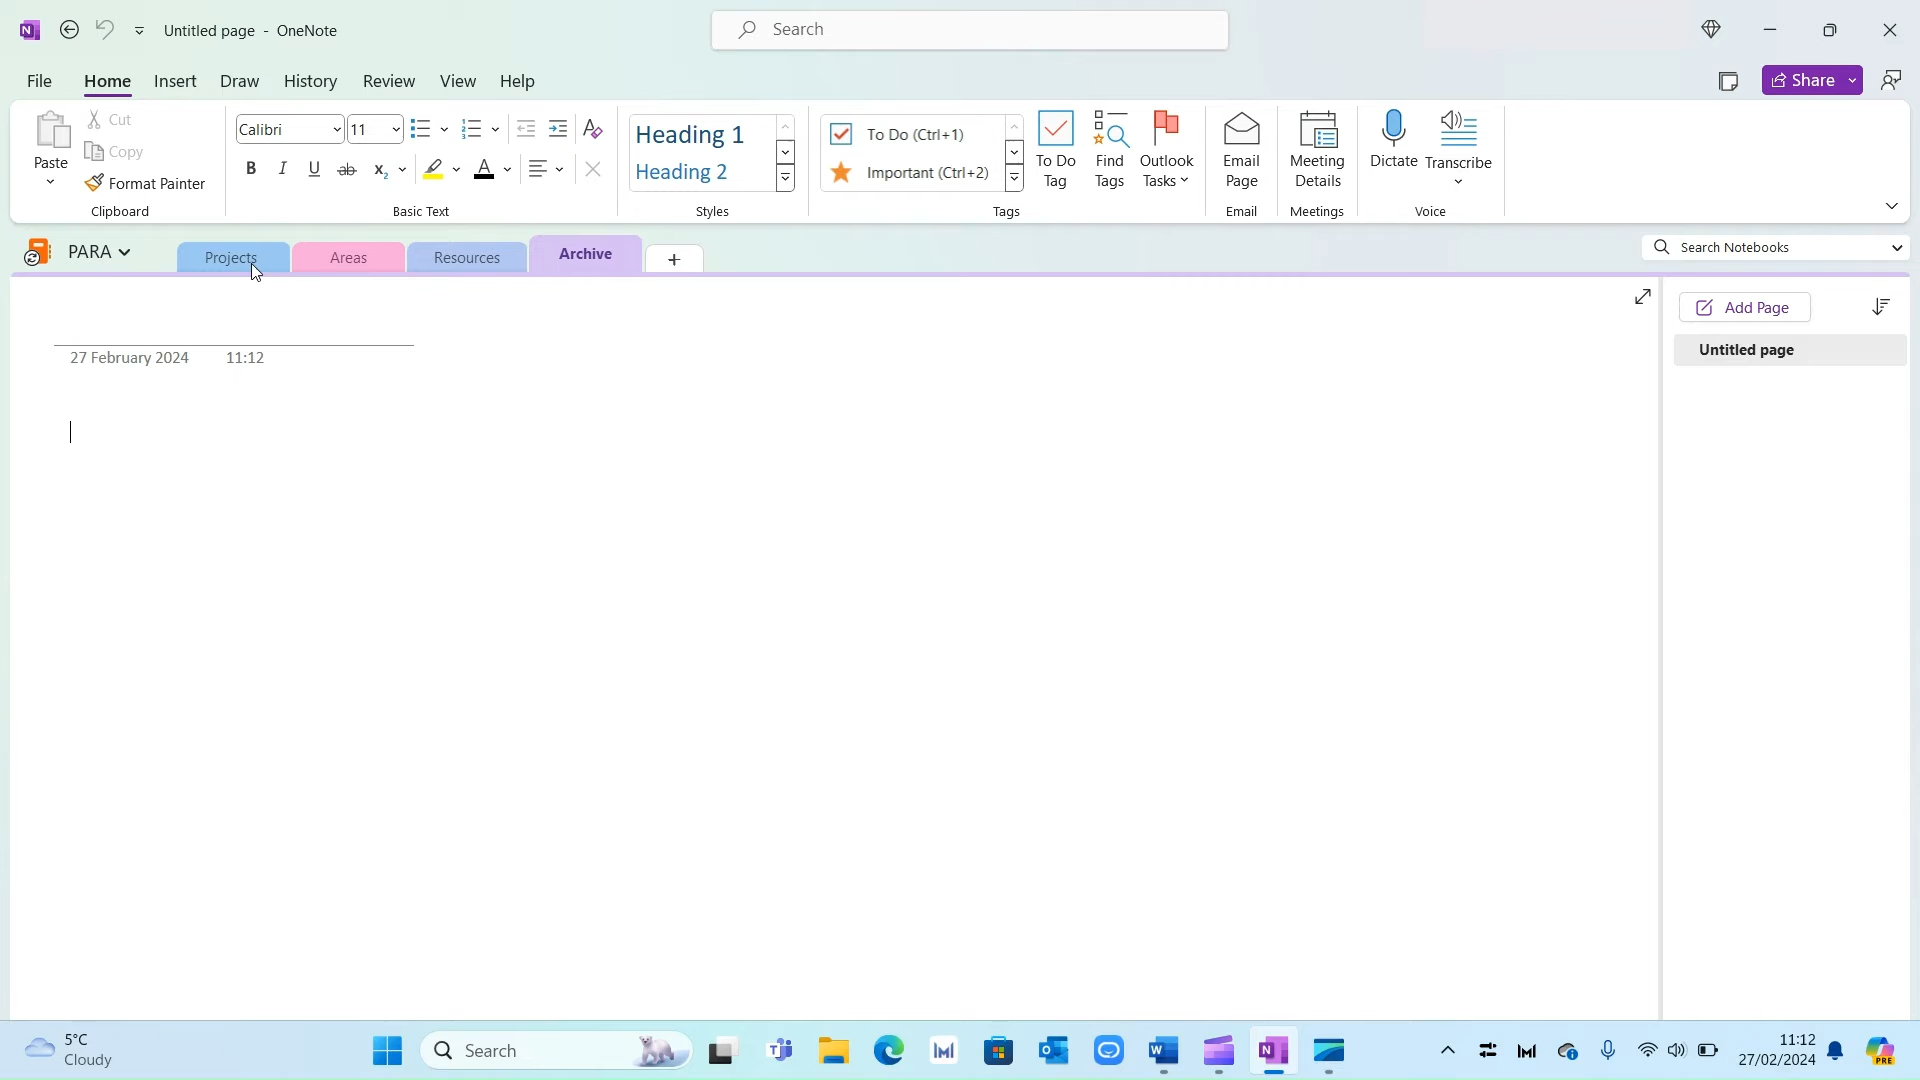 Untitled page - OneNote
Search
File Home Insert Draw History Review View Help
Share
Paste
Cut
Copy
Format Painter
Clipboard
Calibri 11
B I U ab x₂ A
Basic Text
Heading 1
Heading 2
Styles
To Do (Ctrl+1)
Important (Ctrl+2)
To Do Tag
Find Tags
Outlook Tasks
Tags
Email Page
Email
Meeting Details
Meetings
Dictate
Transcribe
Voice
PARA
Projects Areas Resources Archive +
Search Notebooks
Add Page
Untitled page
27 February 2024 11:12
5°C
Cloudy
Search
11:12
27/02/2024
PRE